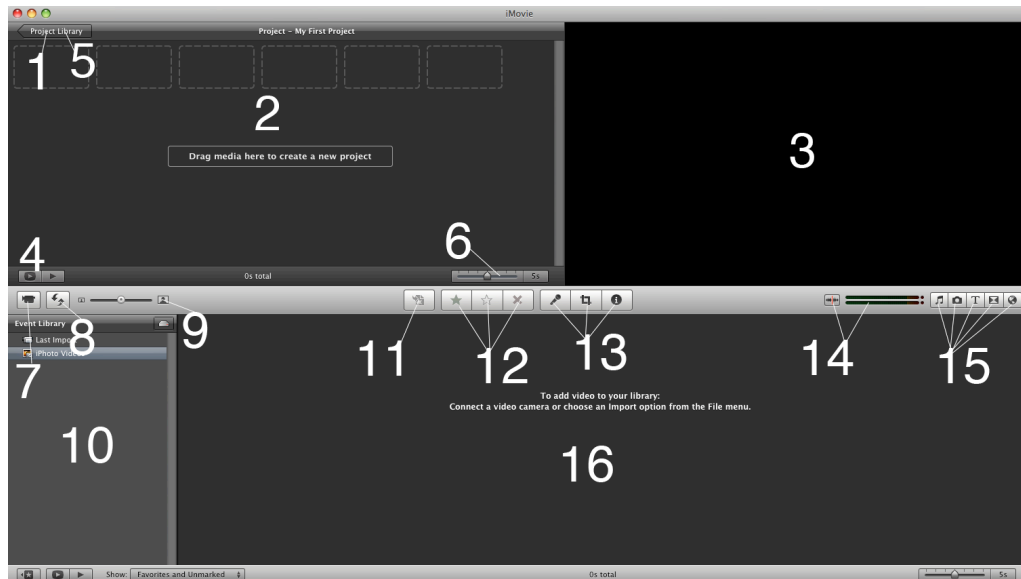 iMovie
Project Library
Project - My First Project
1
5
2
3
Drag media here to create a new project
4
6
0s total
5s
7
8
9
11
12
13
14
15
T
Event Library
Last Impo
iPhoto Videos
10
To add video to your library:
Connect a video camera or choose an Import option from the File menu.
16
Show:
Favorites and Unmarked
0s total
5s